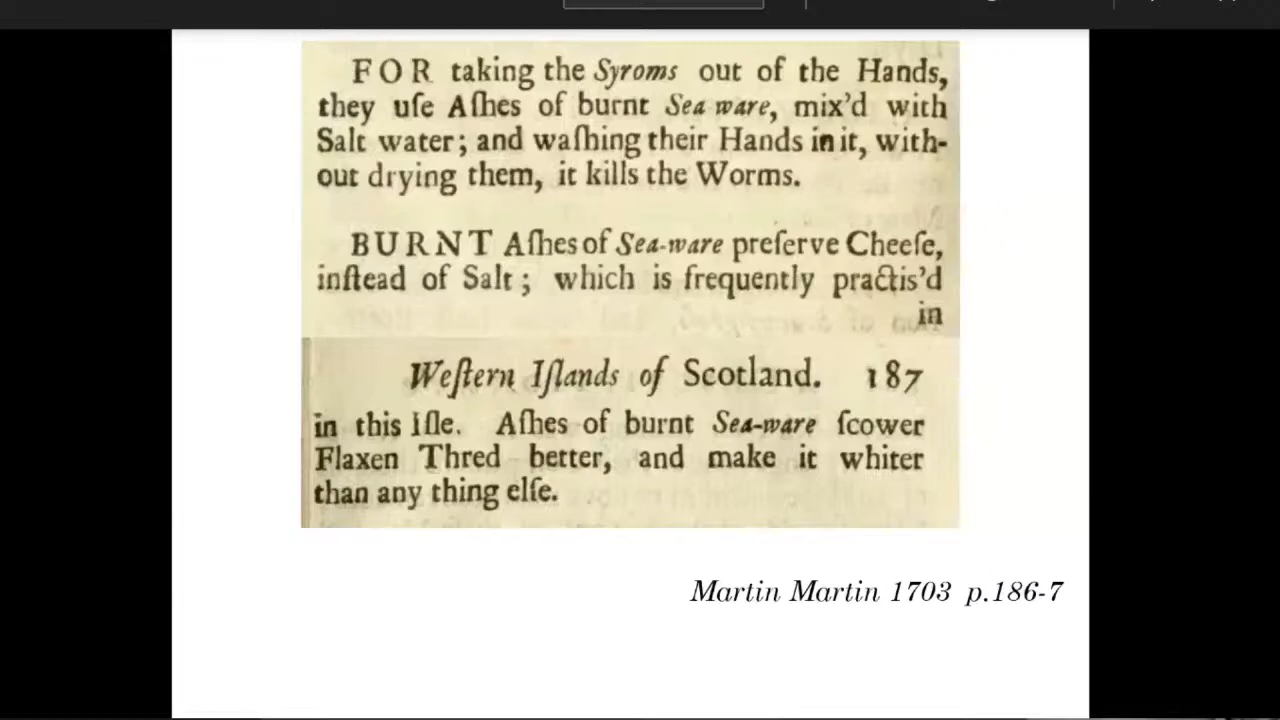 FOR taking the Syroms out of the Hands,
they uſe Aſhes of burnt Sea ware, mix'd with
Salt water; and waſhing their Hands in it, with-
out drying them, it kills the Worms.
BURNT Aſhes of Sea-ware preſerve Cheeſe,
inſtead of Salt; which is frequently practis'd
in
Weſtern Iſlands of Scotland. 187
in this Iſle. Aſhes of burnt Sea-ware ſcower
Flaxen Thred better, and make it whiter
than any thing elſe.
Martin Martin 1703 p.186-7